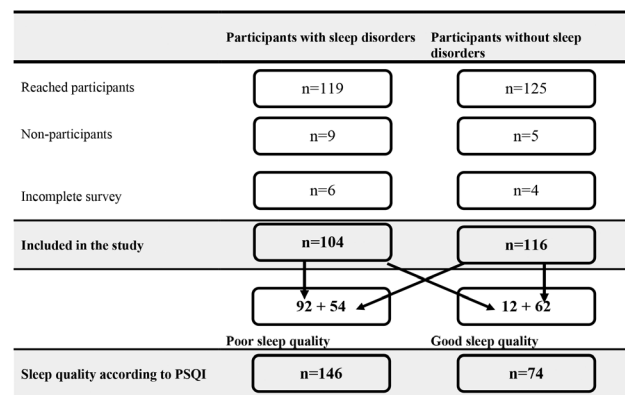 Participants with sleep disorders
Participants without sleep
disorders
Reached participants
n=119
n=125
Non-participants
n=9
n=5
Incomplete survey
n=6
n=4
Included in the study
n=104
n=116
92 + 54
12 + 62
Poor sleep quality
Good sleep quality
Sleep quality according to PSQI
n=146
n=74